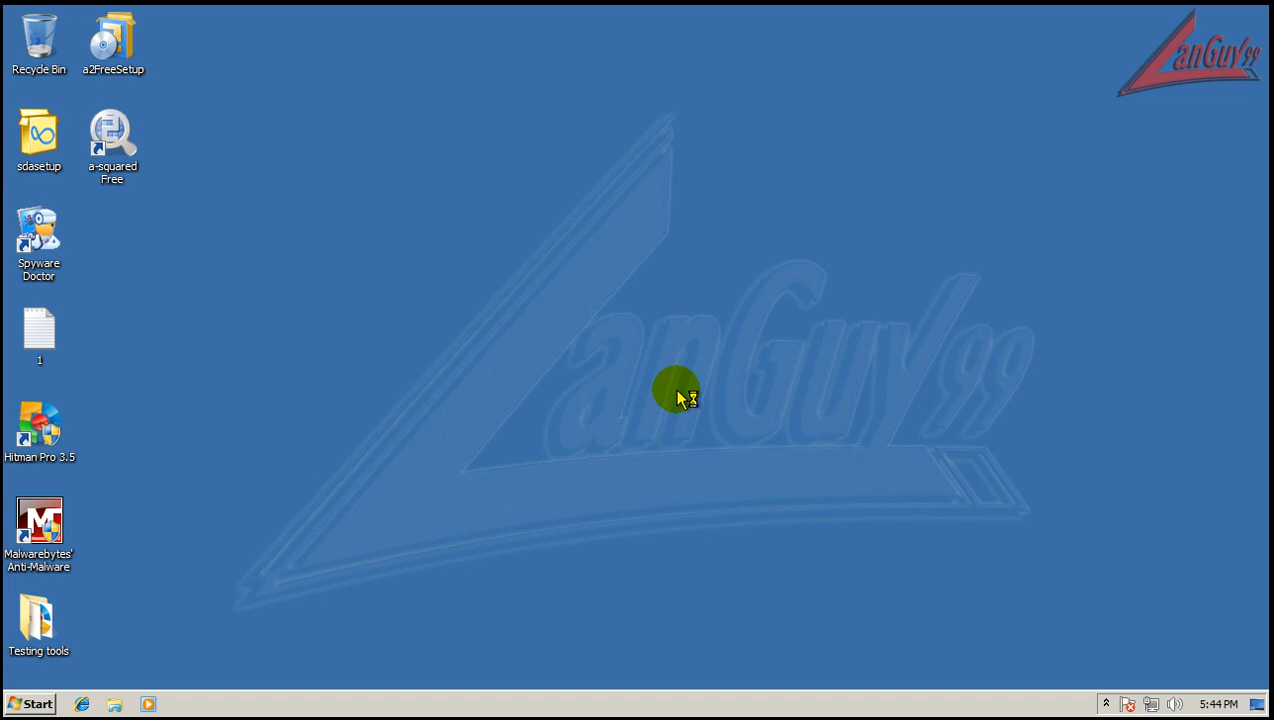 Recycle Bin
a2FreeSetup
LanGuy99
sdasetup
a-squared
Free
Spyware
Doctor
1
LanGuy99
Hitman Pro 3.5
Malwarebytes'
Anti-Malware
Testing tools
Start
5:44 PM